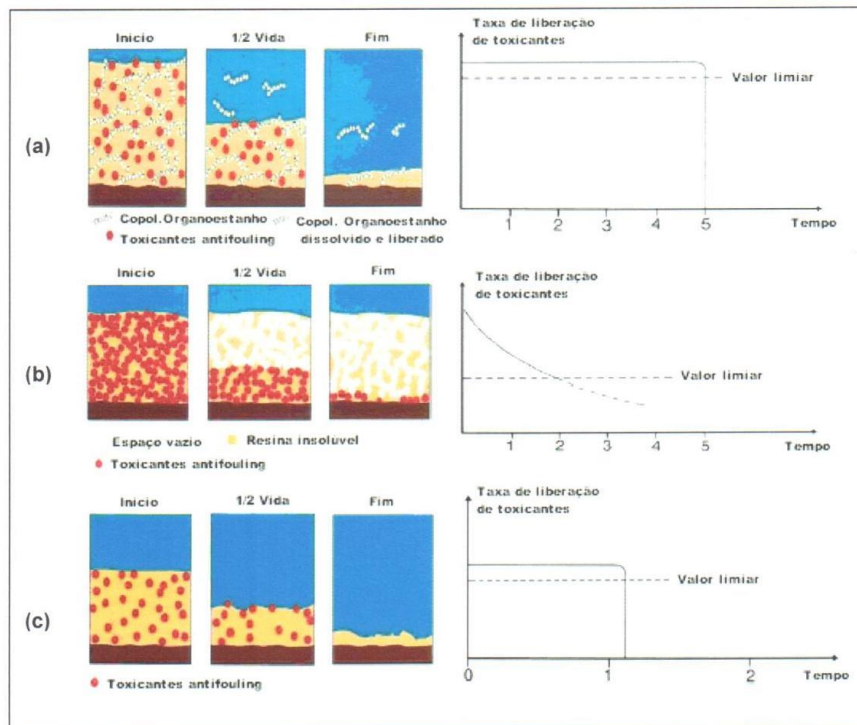 Inicio 1/2 Vida Fim
Taxa de liberação
de toxicantes
Valor limiar
(a)
1 2 3 4 5 Tempo
Copol.Organoestanho Copol. Organoestanho
Toxicantes antifouling dissolvido e liberado
Inicio 1/2 Vida Fim
Taxa de liberação
de toxicantes
(b)
Valor limiar
1 2 3 4 5 Tempo
Espaço vazio Resina insoluvel
Toxicantes antifouling
Inicio 1/2 Vida Fim
Taxa de liberação
de toxicantes
Valor limiar
(c)
0 1 2 Tempo
Toxicantes antifouling